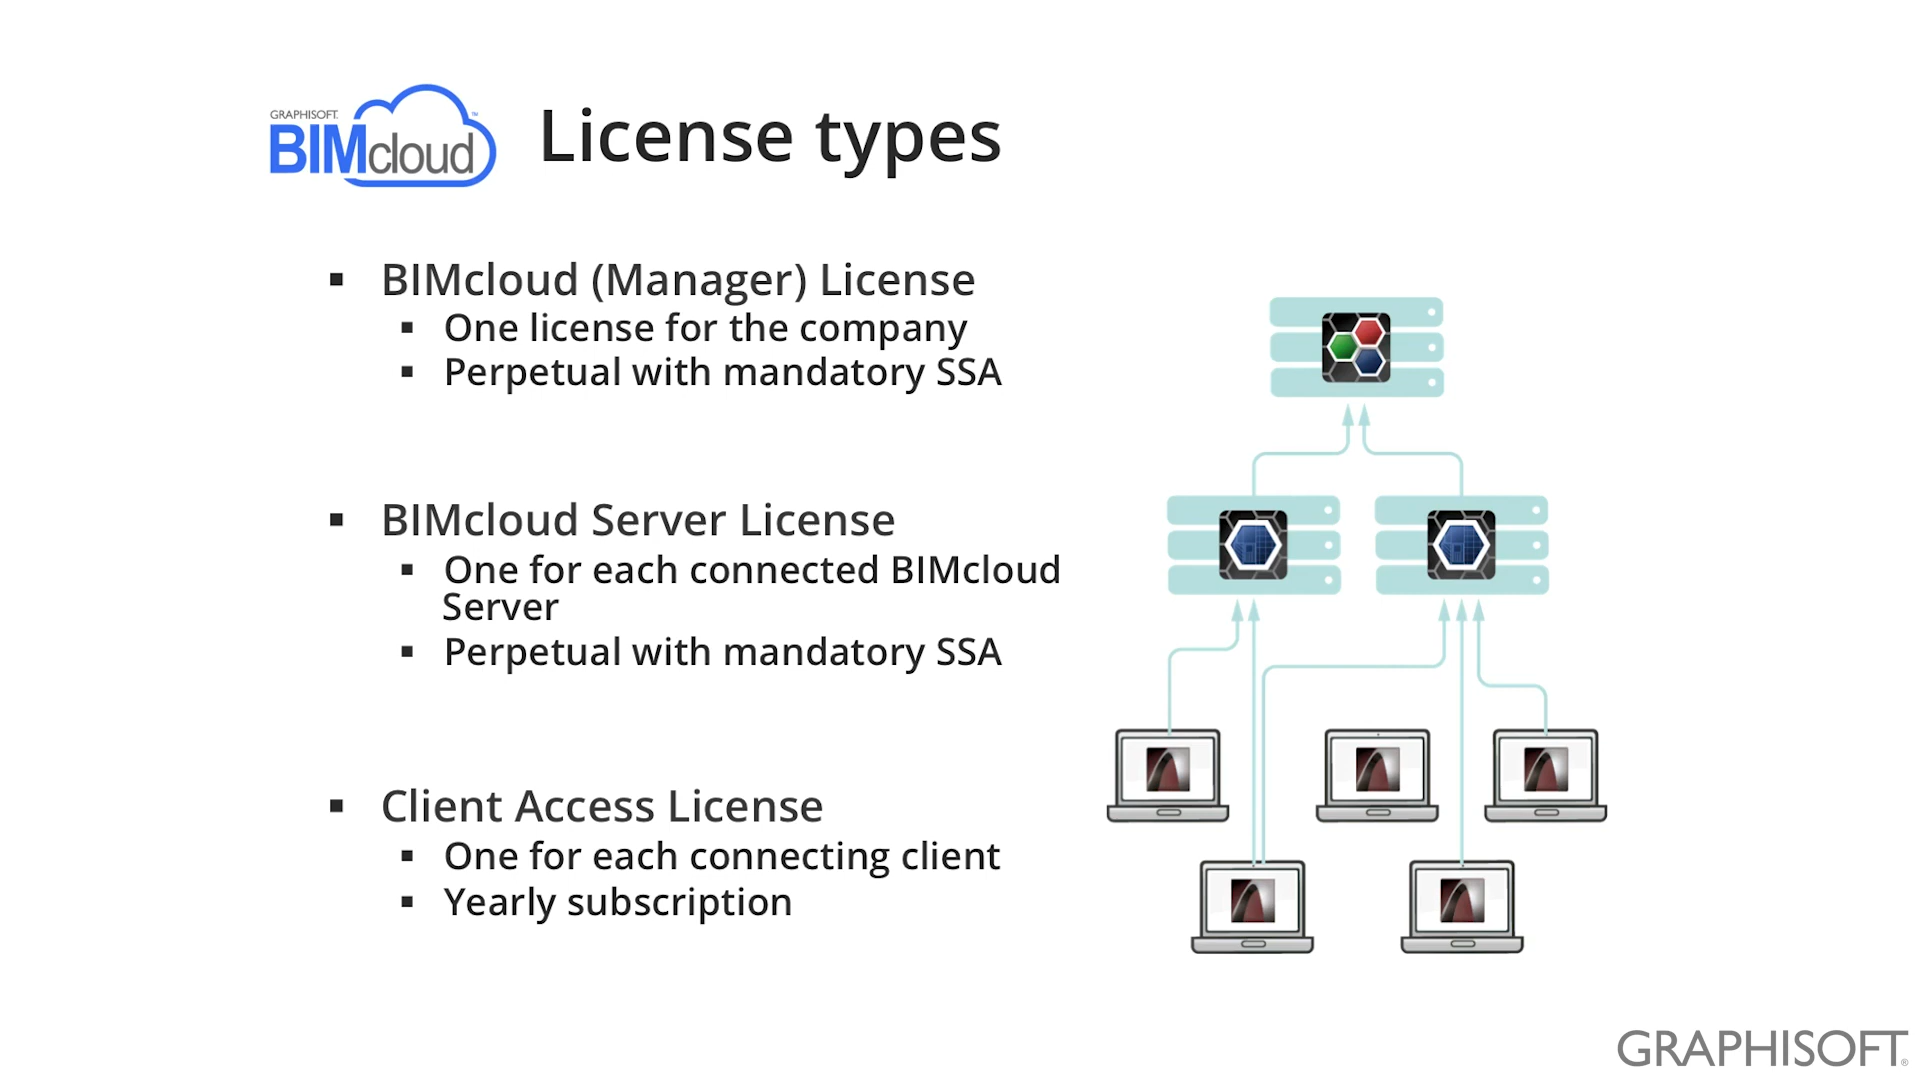 GRAPHISOFT.
BIMcloud™
License types
▪ BIMcloud (Manager) License
▪ One license for the company
▪ Perpetual with mandatory SSA
▪ BIMcloud Server License
▪ One for each connected BIMcloud
Server
▪ Perpetual with mandatory SSA
▪ Client Access License
▪ One for each connecting client
▪ Yearly subscription
GRAPHISOFT®